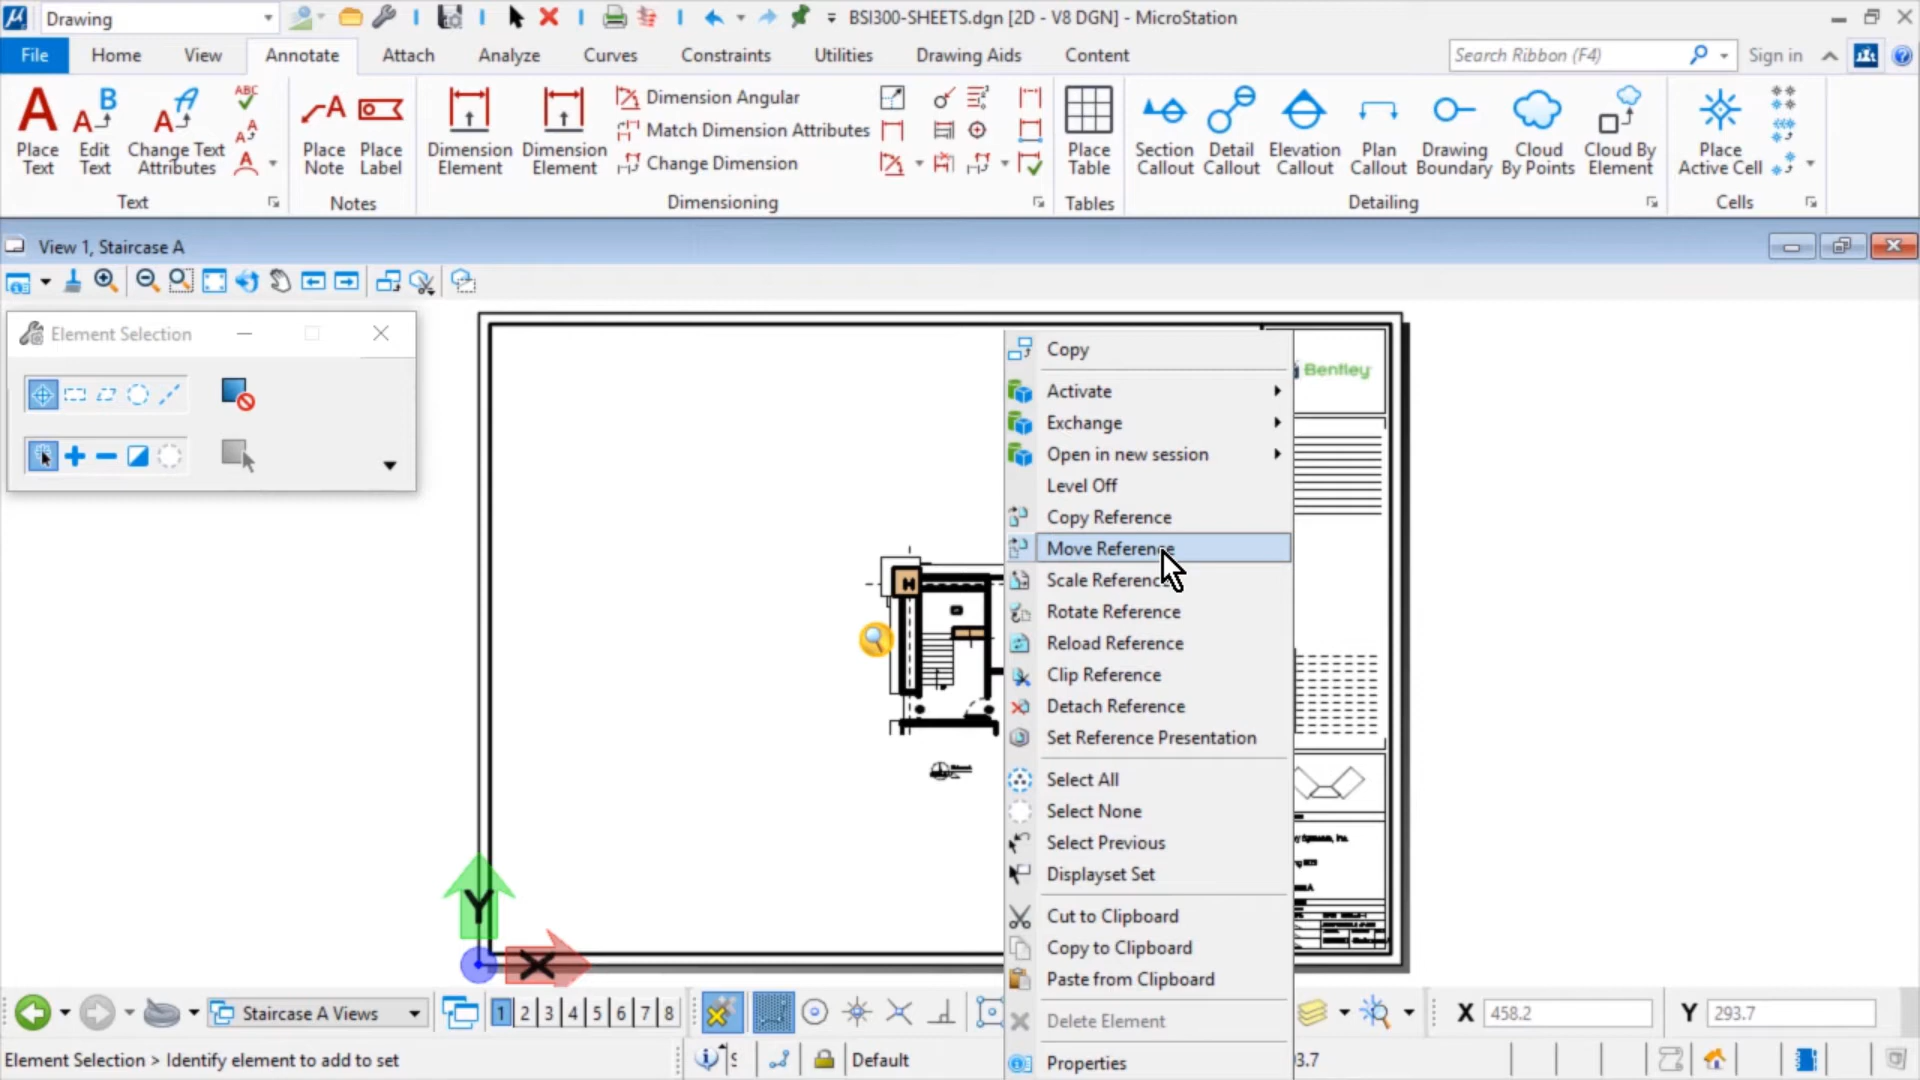 Drawing
BSI300-SHEETS.dgn [2D - V8 DGN] - MicroStation
File
Home
View
Annotate
Attach
Analyze
Curves
Constraints
Utilities
Drawing Aids
Content
Search Ribbon (F4)
Sign in
Place Text
Edit Text
Change Text Attributes
ABC
Text
Place Note
Place Label
Notes
Dimension Element
Dimension Element
Dimension Angular
Match Dimension Attributes
Change Dimension
Dimensioning
Place Table
Tables
Section Callout
Detail Callout
Elevation Callout
Plan Callout
Drawing Boundary
Cloud By Points
Cloud By Element
Detailing
Place Active Cell
Cells
View 1, Staircase A
Element Selection
Copy
Activate
Exchange
Open in new session
Level Off
Copy Reference
Move Reference
Scale Reference
Rotate Reference
Reload Reference
Clip Reference
Detach Reference
Set Reference Presentation
Select All
Select None
Select Previous
Displayset Set
Cut to Clipboard
Copy to Clipboard
Paste from Clipboard
Delete Element
Properties
Bentley
Y
X
Staircase A Views
1 2 3 4 5 6 7 8
X 458.2
Y 293.7
Element Selection > Identify element to add to set
Default
3.7